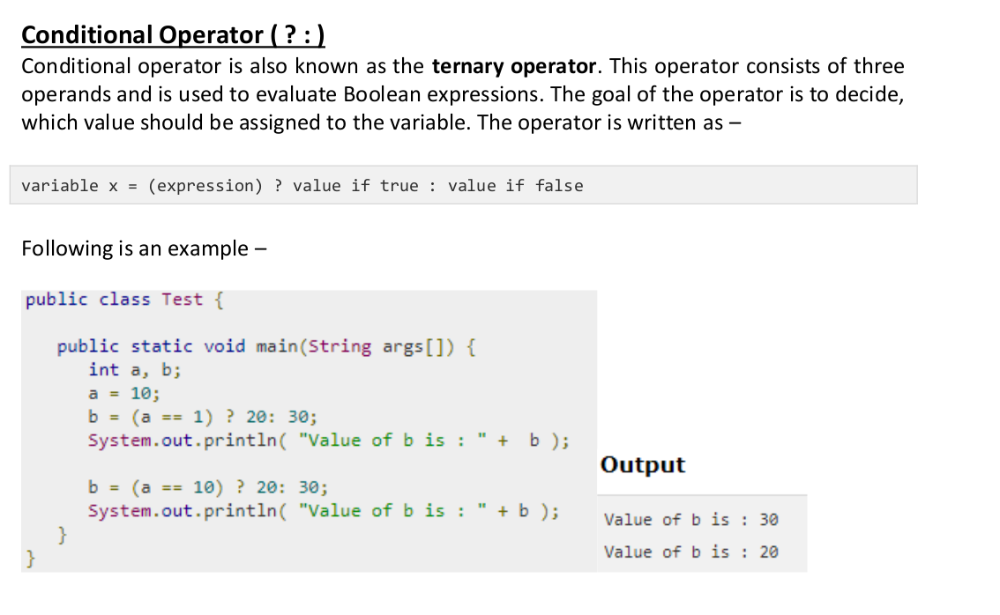 Conditional Operator ( ? : )
Conditional operator is also known as the ternary operator. This operator consists of three
operands and is used to evaluate Boolean expressions. The goal of the operator is to decide,
which value should be assigned to the variable. The operator is written as –
variable x = (expression) ? value if true : value if false
Following is an example –
public class Test {
public static void main(String args[]) {
int a, b;
a = 10;
b = (a == 1) ? 20: 30;
System.out.println( "Value of b is : " +  b );
b = (a == 10) ? 20: 30;
System.out.println( "Value of b is : " + b );
}
}
Output
Value of b is : 30
Value of b is : 20